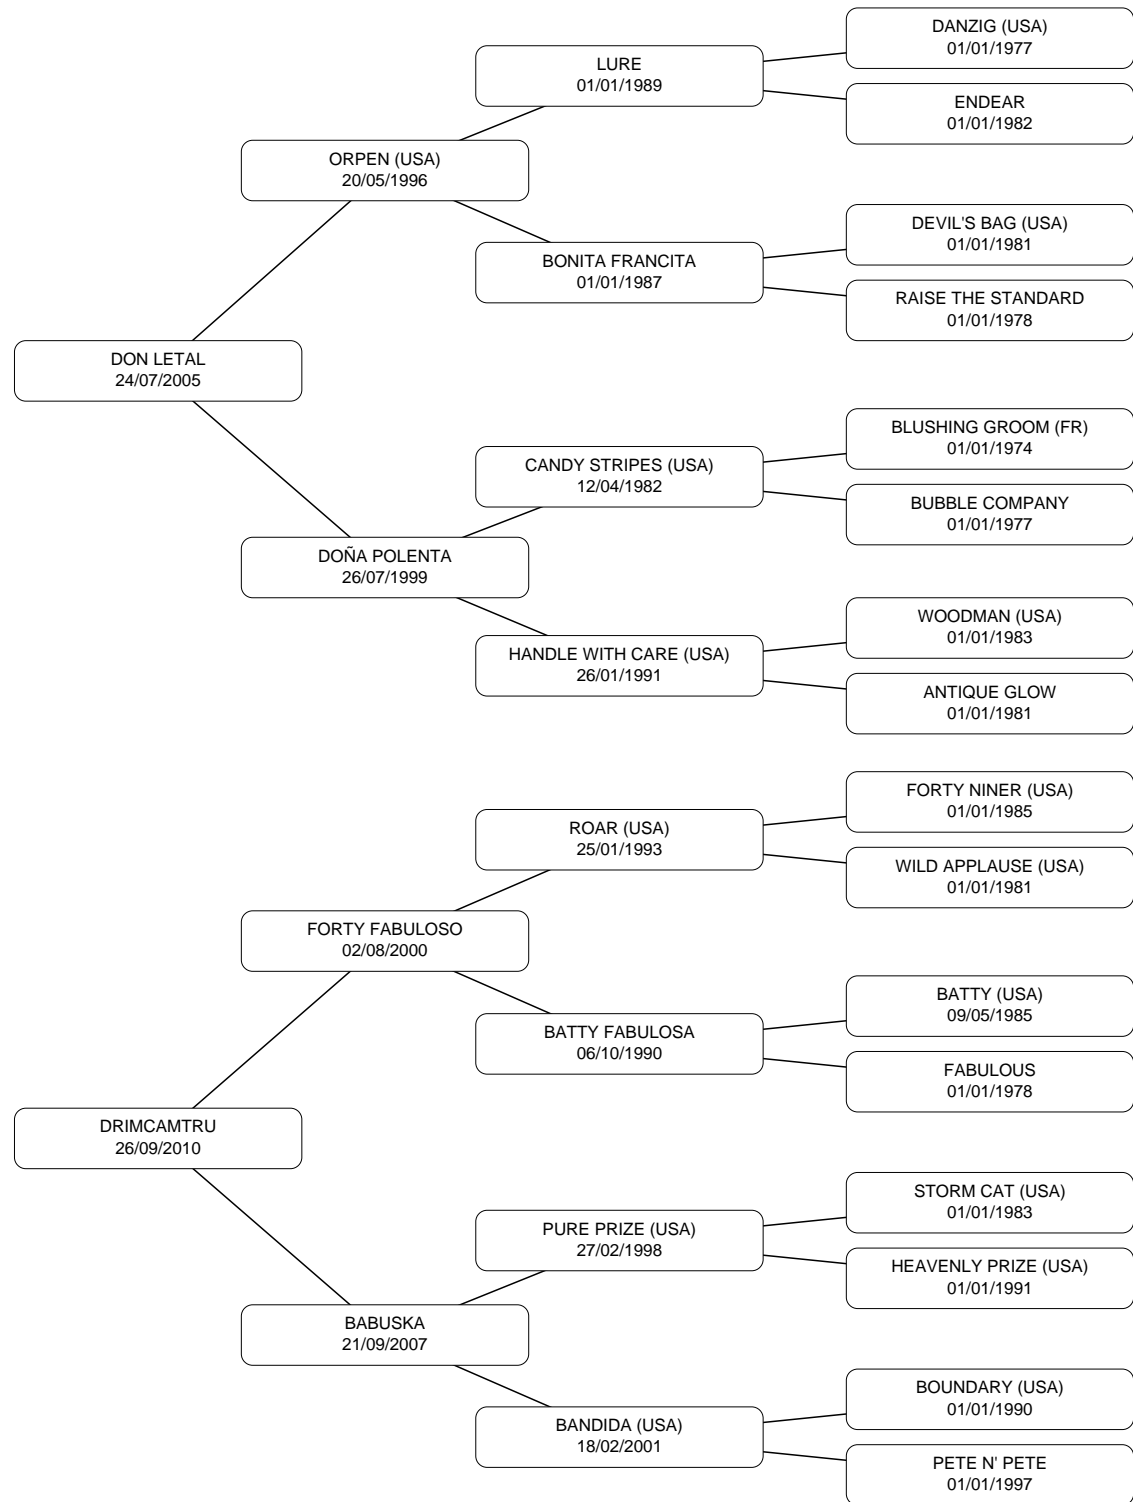 DANZIG (USA)
01/01/1977
LURE
01/01/1989
ENDEAR
01/01/1982
ORPEN (USA)
20/05/1996
DEVIL'S BAG (USA)
01/01/1981
BONITA FRANCITA
01/01/1987
RAISE THE STANDARD
01/01/1978
DON LETAL
24/07/2005
BLUSHING GROOM (FR)
01/01/1974
CANDY STRIPES (USA)
12/04/1982
BUBBLE COMPANY
01/01/1977
DOÑA POLENTA
26/07/1999
WOODMAN (USA)
01/01/1983
HANDLE WITH CARE (USA)
26/01/1991
ANTIQUE GLOW
01/01/1981
FORTY NINER (USA)
01/01/1985
ROAR (USA)
25/01/1993
WILD APPLAUSE (USA)
01/01/1981
FORTY FABULOSO
02/08/2000
BATTY (USA)
09/05/1985
BATTY FABULOSA
06/10/1990
FABULOUS
01/01/1978
DRIMCAMTRU
26/09/2010
STORM CAT (USA)
01/01/1983
PURE PRIZE (USA)
27/02/1998
HEAVENLY PRIZE (USA)
01/01/1991
BABUSKA
21/09/2007
BOUNDARY (USA)
01/01/1990
BANDIDA (USA)
18/02/2001
PETE N' PETE
01/01/1997